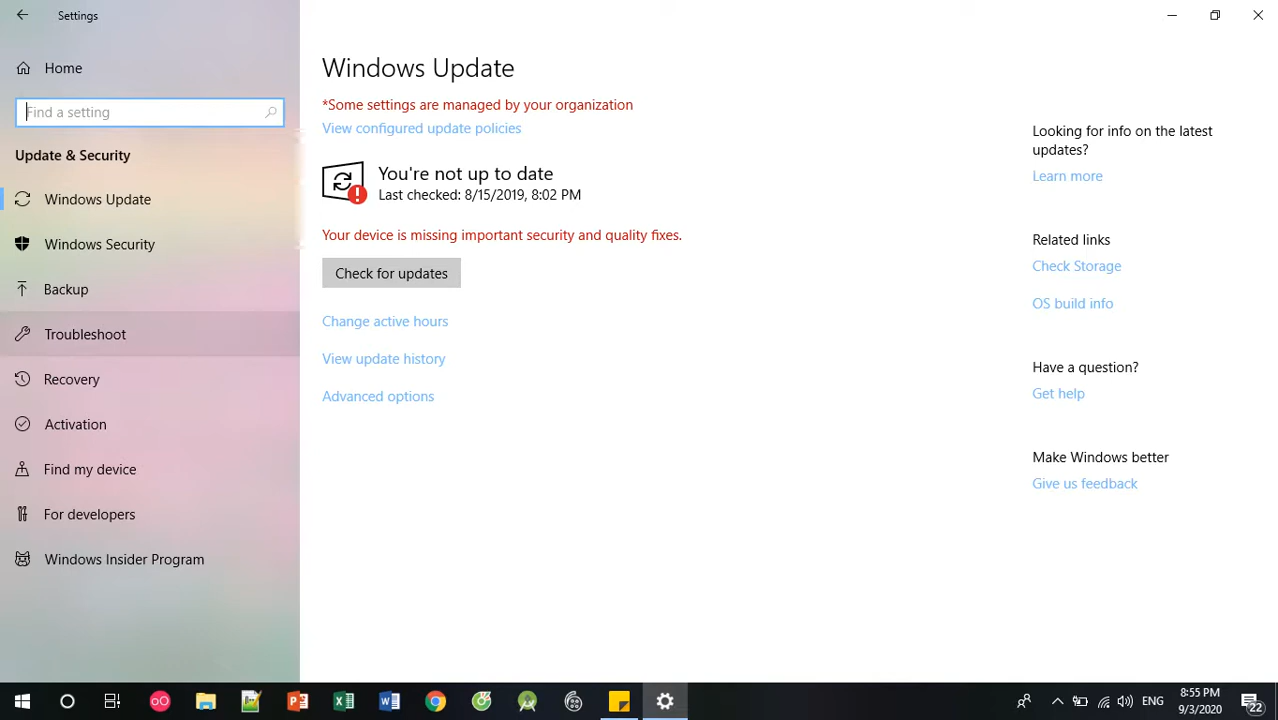 Settings
Home
Find a setting
Update & Security
Windows Update
Windows Security
Backup
Troubleshoot
Recovery
Activation
Find my device
For developers
Windows Insider Program
Windows Update
*Some settings are managed by your organization
View configured update policies
You're not up to date
Last checked: 8/15/2019, 8:02 PM
Your device is missing important security and quality fixes.
Check for updates
Change active hours
View update history
Advanced options
Looking for info on the latest
updates?
Learn more
Related links
Check Storage
OS build info
Have a question?
Get help
Make Windows better
Give us feedback
ENG
8:55 PM
9/3/2020
22